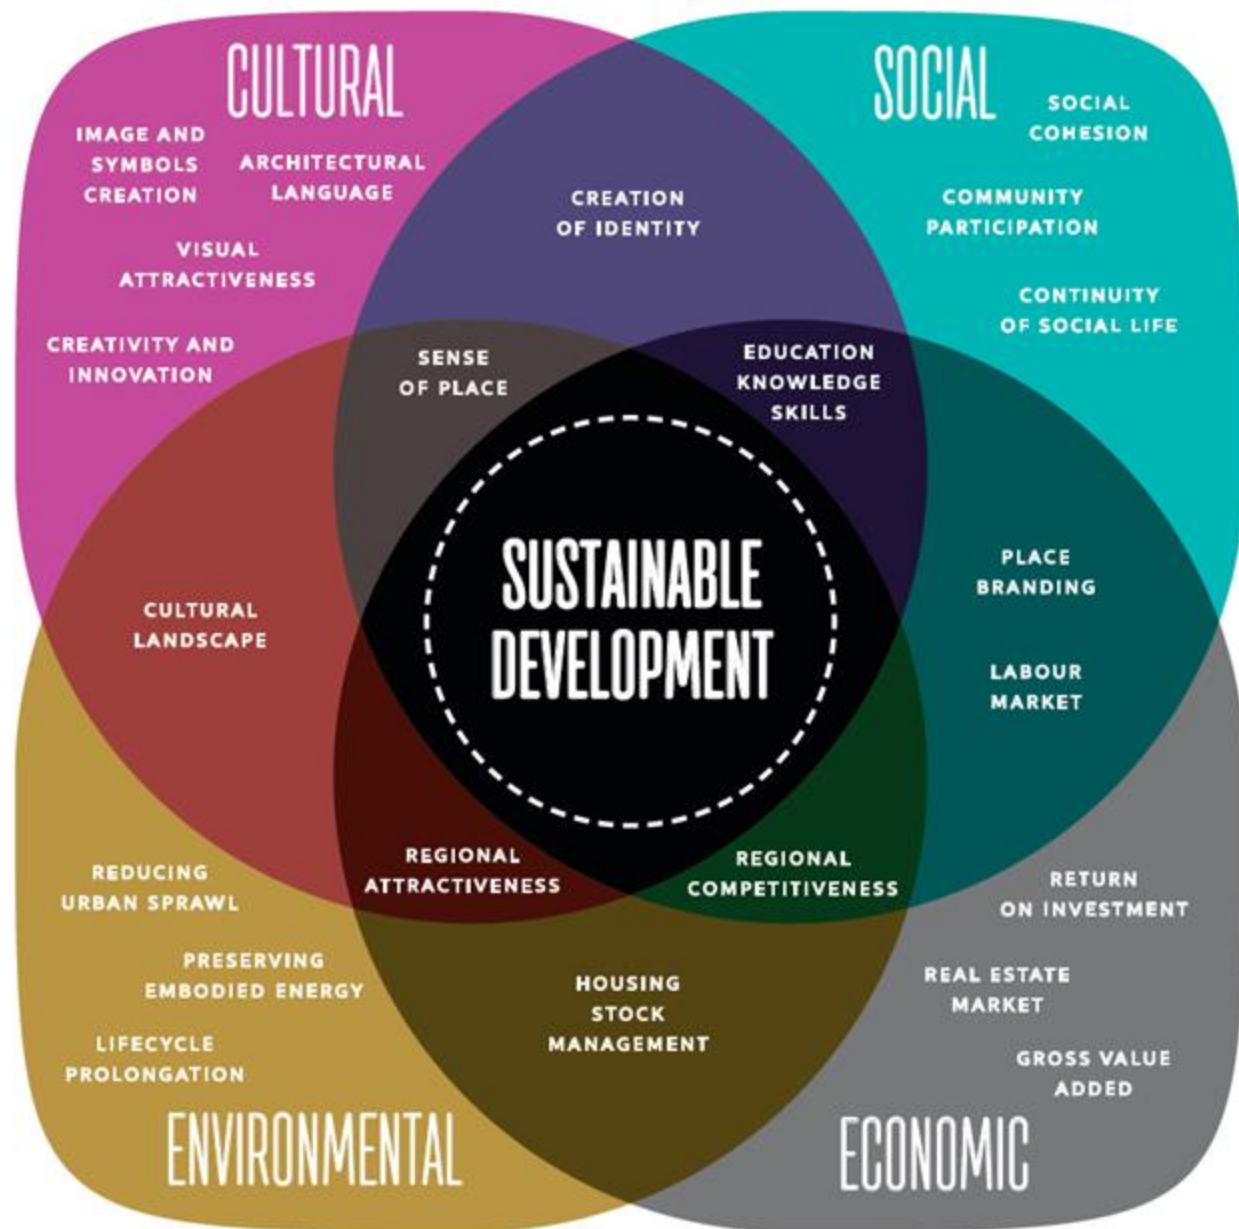 CULTURAL
IMAGE AND
SYMBOLS
CREATION
ARCHITECTURAL
LANGUAGE
VISUAL
ATTRACTIVENESS
CREATIVITY AND
INNOVATION
CREATION
OF IDENTITY
SOCIAL
SOCIAL
COHESION
COMMUNITY
PARTICIPATION
CONTINUITY
OF SOCIAL LIFE
SENSE
OF PLACE
EDUCATION
KNOWLEDGE
SKILLS
CULTURAL
LANDSCAPE
SUSTAINABLE
DEVELOPMENT
PLACE
BRANDING
LABOUR
MARKET
REGIONAL
ATTRACTIVENESS
REGIONAL
COMPETITIVENESS
REDUCING
URBAN SPRAWL
PRESERVING
EMBODIED ENERGY
LIFECYCLE
PROLONGATION
ENVIRONMENTAL
HOUSING
STOCK
MANAGEMENT
RETURN
ON INVESTMENT
REAL ESTATE
MARKET
GROSS VALUE
ADDED
ECONOMIC